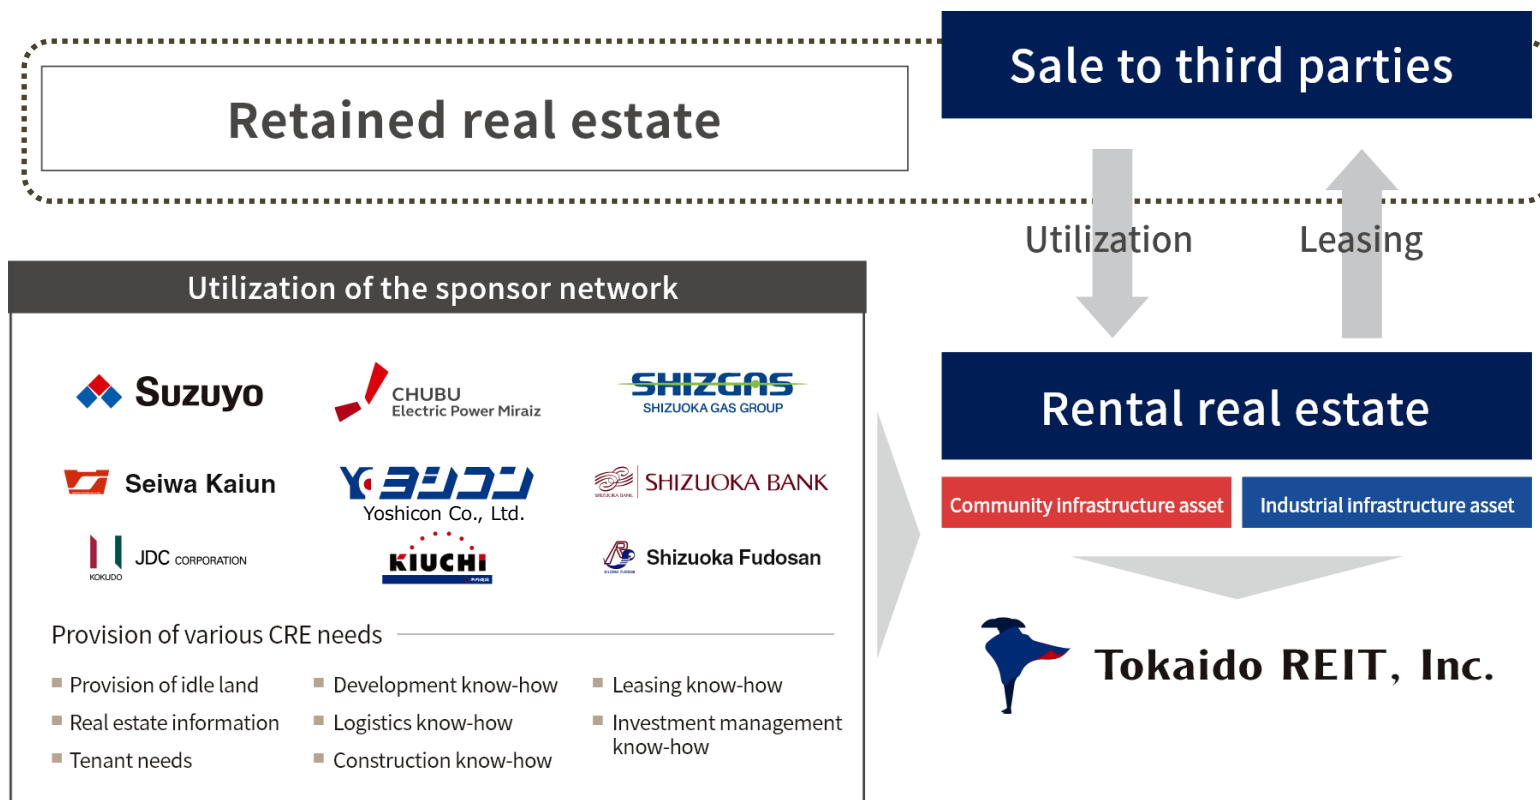 Sale to third parties
Retained real estate
Utilization
Leasing
Utilization of the sponsor network
Suzuyo
CHUBU
Electric Power Miraiz
SHIZGAS
SHIZUOKA GAS GROUP
Seiwa Kaiun
ヨシコン
Yoshicon Co., Ltd.
SHIZUOKA BANK
SHIZUOKA BANK
KOKUDO
JDC CORPORATION
KIUCHI
Shizuoka Fudosan
Provision of various CRE needs
Provision of idle land
Development know-how
Leasing know-how
Real estate information
Logistics know-how
Investment management
know-how
Tenant needs
Construction know-how
Rental real estate
Community infrastructure asset
Industrial infrastructure asset
Tokaido REIT, Inc.